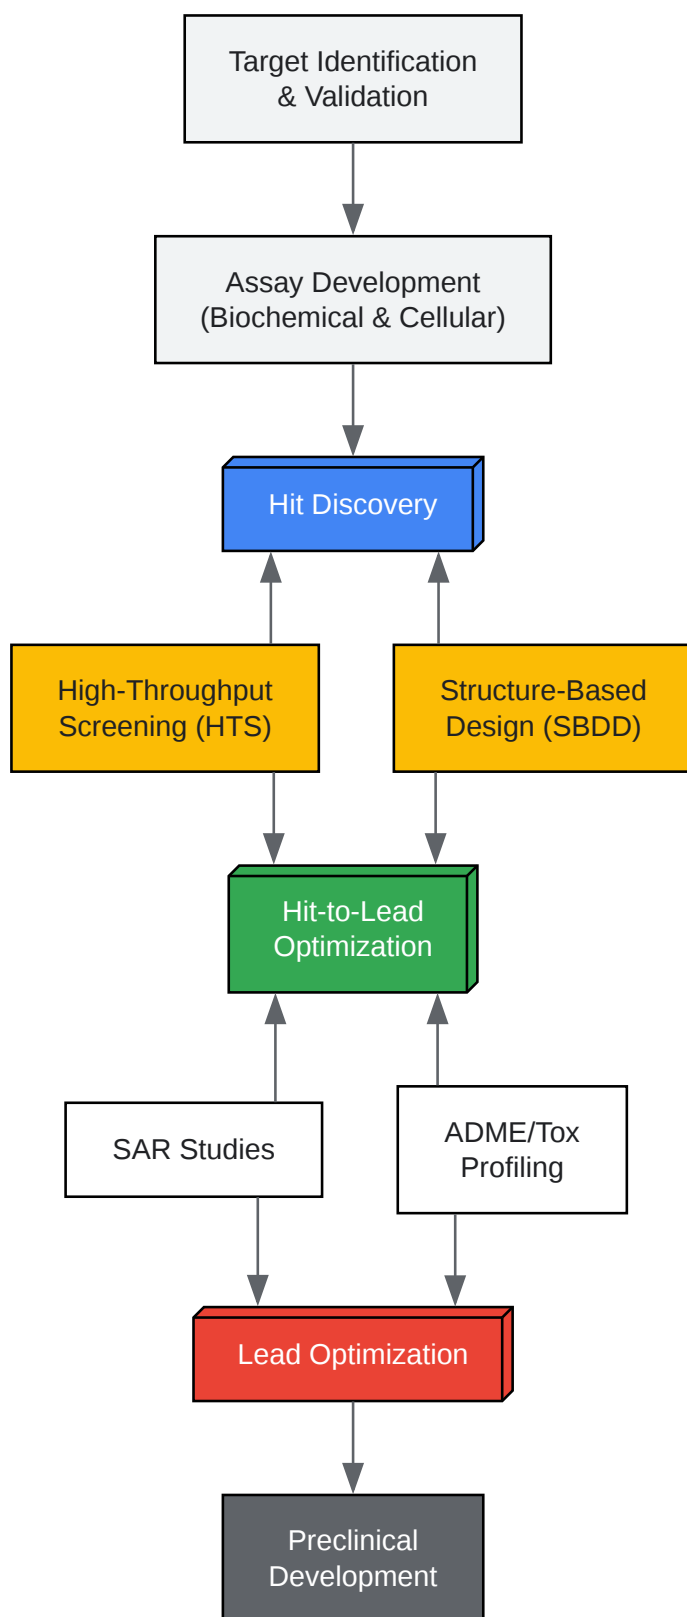 Target Identification
& Validation
Assay Development
(Biochemical & Cellular)
Hit Discovery
High-Throughput
Screening (HTS)
Structure-Based
Design (SBDD)
Hit-to-Lead
Optimization
SAR Studies
ADME/Tox
Profiling
Lead Optimization
Preclinical
Development